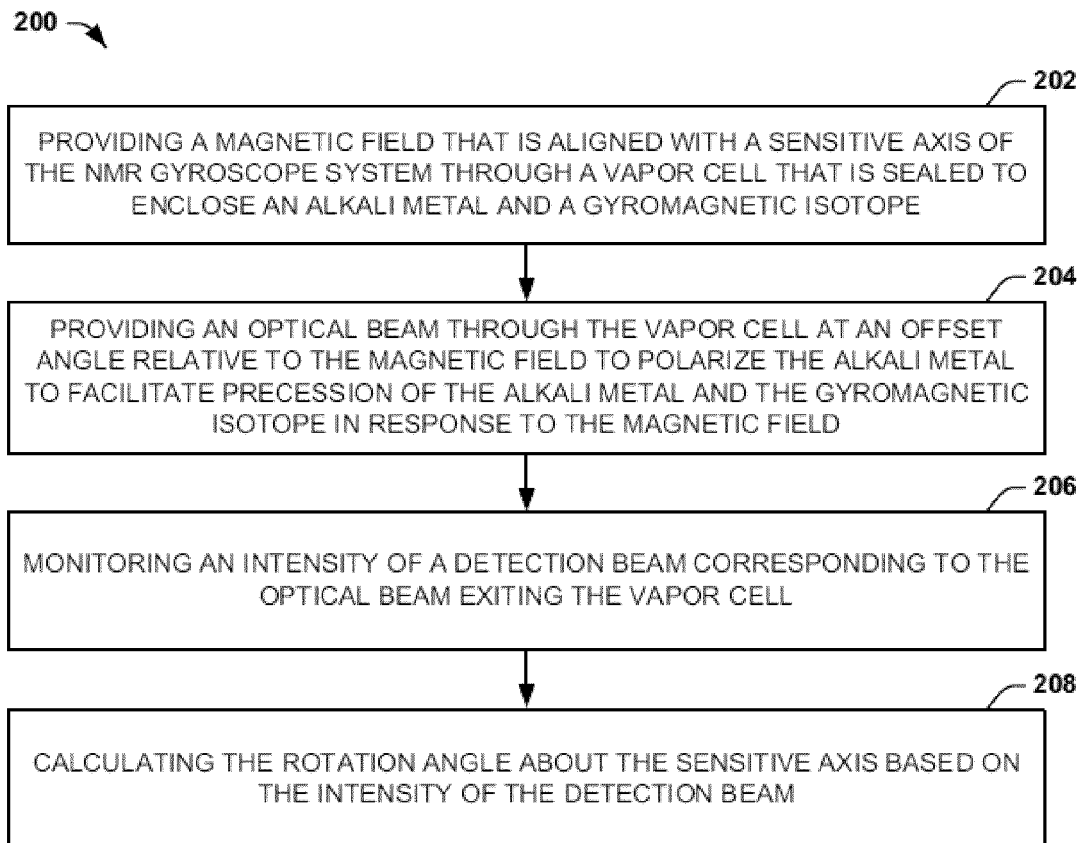 200
202
PROVIDING A MAGNETIC FIELD THAT IS ALIGNED WITH A SENSITIVE AXIS OF
THE NMR GYROSCOPE SYSTEM THROUGH A VAPOR CELL THAT IS SEALED TO
ENCLOSE AN ALKALI METAL AND A GYROMAGNETIC ISOTOPE
204
PROVIDING AN OPTICAL BEAM THROUGH THE VAPOR CELL AT AN OFFSET
ANGLE RELATIVE TO THE MAGNETIC FIELD TO POLARIZE THE ALKALI METAL
TO FACILITATE PRECESSION OF THE ALKALI METAL AND THE GYROMAGNETIC
ISOTOPE IN RESPONSE TO THE MAGNETIC FIELD
206
MONITORING AN INTENSITY OF A DETECTION BEAM CORRESPONDING TO THE
OPTICAL BEAM EXITING THE VAPOR CELL
208
CALCULATING THE ROTATION ANGLE ABOUT THE SENSITIVE AXIS BASED ON
THE INTENSITY OF THE DETECTION BEAM